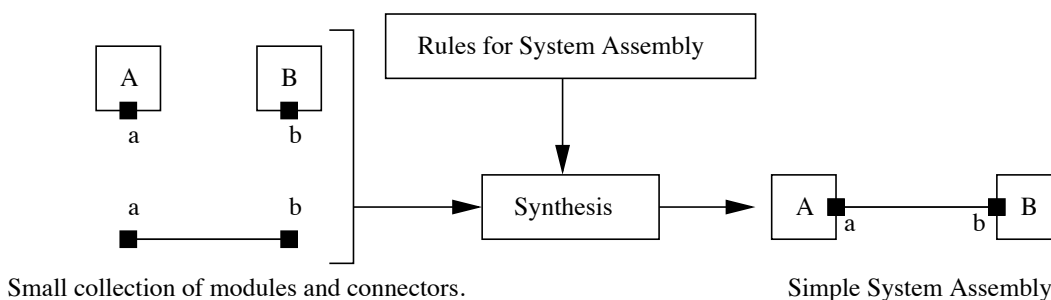 Rules for System Assembly
A
B
a
b
a
b
Synthesis
A
B
a
b
Small collection of modules and connectors.
Simple System Assembly